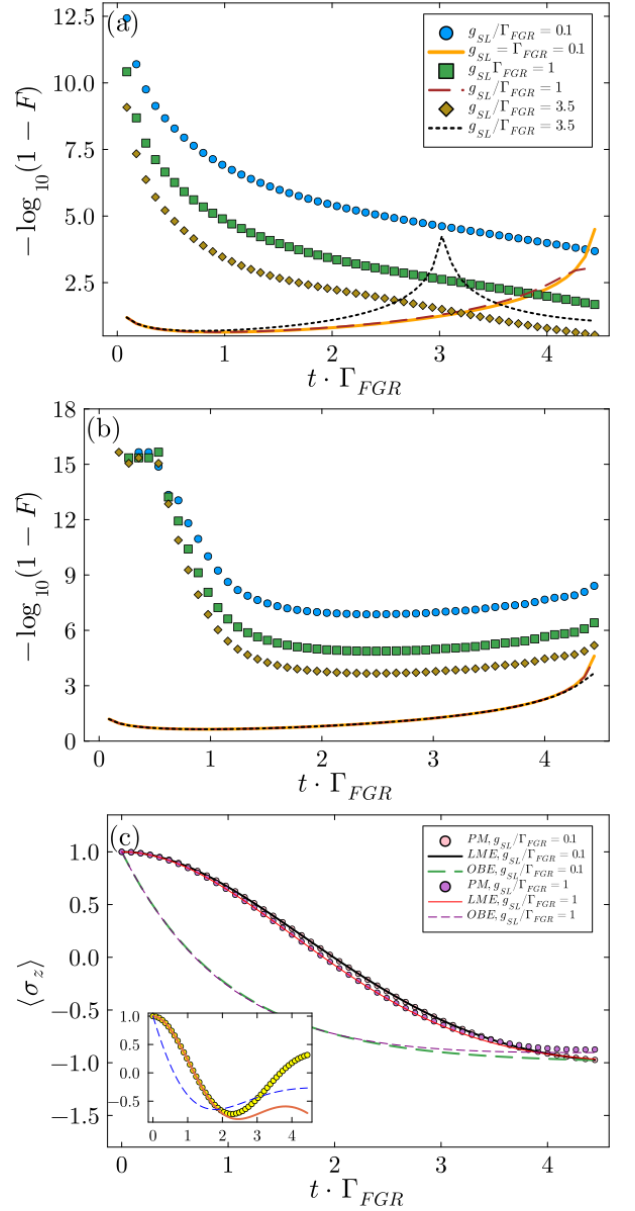 (a)
12.5
10.0
7.5
5.0
2.5
−log₁₀(1 − F)
g_SL/Γ_FGR = 0.1
g_SL = Γ_FGR = 0.1
g_SL Γ_FGR = 1
g_SL/Γ_FGR = 1
g_SL/Γ_FGR = 3.5
g_SL/Γ_FGR = 3.5
0 1 2 3 4
t · Γ_FGR
(b)
18
15
12
9
6
3
0
−log₁₀(1 − F)
0 1 2 3 4
t · Γ_FGR
(c)
1.0
0.5
0.0
−0.5
−1.0
−1.5
⟨σ_z⟩
PM, g_SL/Γ_FGR = 0.1
LME, g_SL/Γ_FGR = 0.1
OBE, g_SL/Γ_FGR = 0.1
PM, g_SL/Γ_FGR = 1
LME, g_SL/Γ_FGR = 1
OBE, g_SL/Γ_FGR = 1
1.0
0.5
0.0
−0.5
0 1 2 3 4
0 1 2 3 4
t · Γ_FGR